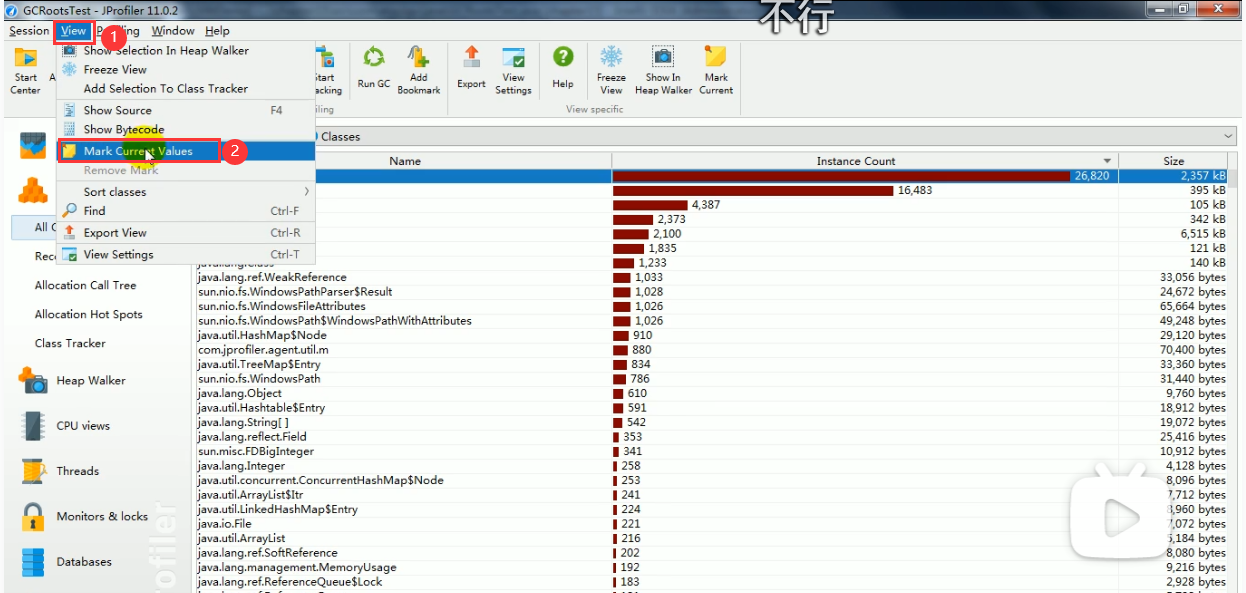 GCRootsTest - JProfiler 11.0.2
不行
Session View Profiling Window Help
1
Start Center
Run GC
Add Bookmark
Export
View Settings
Help
Freeze View
Show In Heap Walker
Mark Current
View specific
Show Selection In Heap Walker
Freeze View
Add Selection To Class Tracker
Show Source F4
Show Bytecode
Mark Current Values
2
Remove Mark
Sort classes
Find Ctrl-F
Export View Ctrl-R
View Settings Ctrl-T
Classes
Name Instance Count Size
26,820 2,357 kB
16,483 395 kB
4,387 105 kB
2,373 342 kB
2,100 6,515 kB
1,835 121 kB
java.lang.Class 1,233 140 kB
java.lang.ref.WeakReference 1,033 33,056 bytes
sun.nio.fs.WindowsPathParser$Result 1,028 24,672 bytes
sun.nio.fs.WindowsFileAttributes 1,026 65,664 bytes
sun.nio.fs.WindowsPath$WindowsPathWithAttributes 1,026 49,248 bytes
java.util.HashMap$Node 910 29,120 bytes
com.jprofiler.agent.util.m 880 70,400 bytes
java.util.TreeMap$Entry 834 33,360 bytes
sun.nio.fs.WindowsPath 786 31,440 bytes
java.lang.Object 610 9,760 bytes
java.util.Hashtable$Entry 591 18,912 bytes
java.lang.String[ ] 542 19,072 bytes
java.lang.reflect.Field 353 25,416 bytes
sun.misc.FDBigInteger 341 10,912 bytes
java.lang.Integer 258 4,128 bytes
java.util.concurrent.ConcurrentHashMap$Node 253 8,096 bytes
java.util.ArrayList$Itr 241 7,712 bytes
java.util.LinkedHashMap$Entry 224 8,960 bytes
java.io.File 221 7,072 bytes
java.util.ArrayList 216 5,184 bytes
java.lang.ref.SoftReference 202 8,080 bytes
java.lang.management.MemoryUsage 192 9,216 bytes
java.lang.ref.ReferenceQueue$Lock 183 2,928 bytes
Allocation Call Tree
Allocation Hot Spots
Class Tracker
Heap Walker
CPU views
Threads
Monitors & locks
Databases